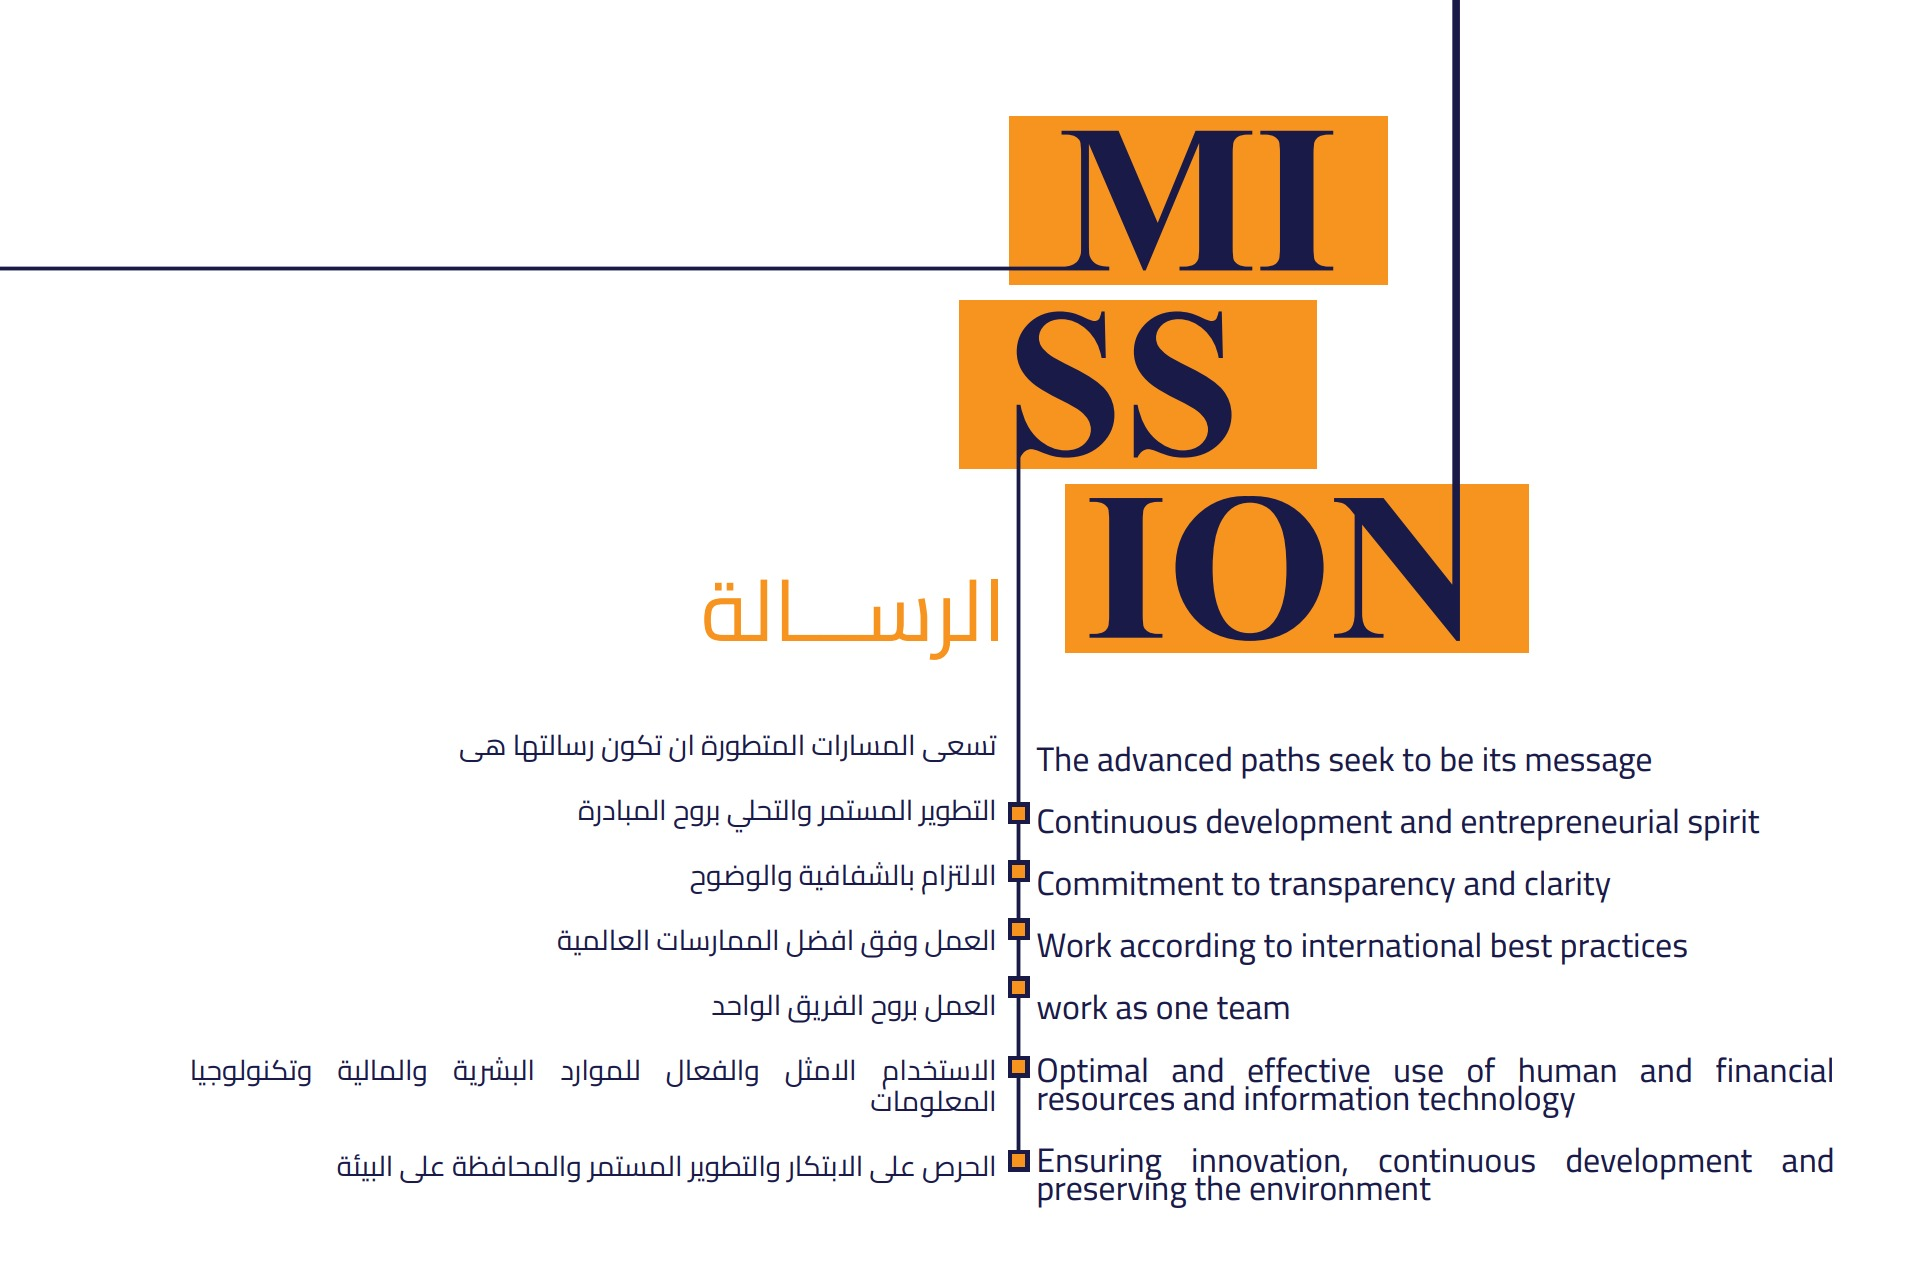 MI
SS
ION
الرســـالة
تسعى المسارات المتطورة ان تكون رسالتها هى
التطوير المستمر والتحلي بروح المبادرة
الالتزام بالشفافية والوضوح
العمل وفق افضل الممارسات العالمية
العمل بروح الفريق الواحد
الاستخدام الامثل والفعال للموارد البشرية والمالية وتكنولوجيا
المعلومات
الحرص على الابتكار والتطوير المستمر والمحافظة على البيئة
The advanced paths seek to be its message
Continuous development and entrepreneurial spirit
Commitment to transparency and clarity
Work according to international best practices
work as one team
Optimal and effective use of human and financial
resources and information technology
Ensuring innovation, continuous development and
preserving the environment